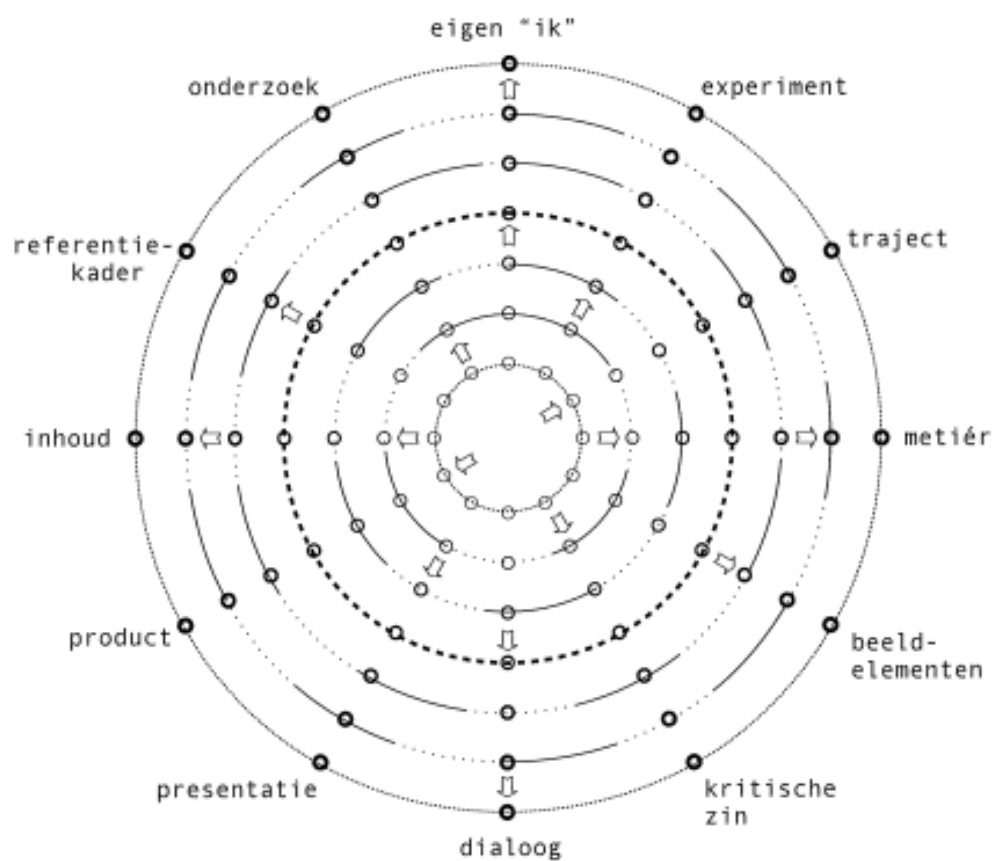 eigen “ik”
onderzoek
experiment
referentie-
kader
traject
inhoud
metiér
product
beeld-
elementen
presentatie
kritische
zin
dialoog